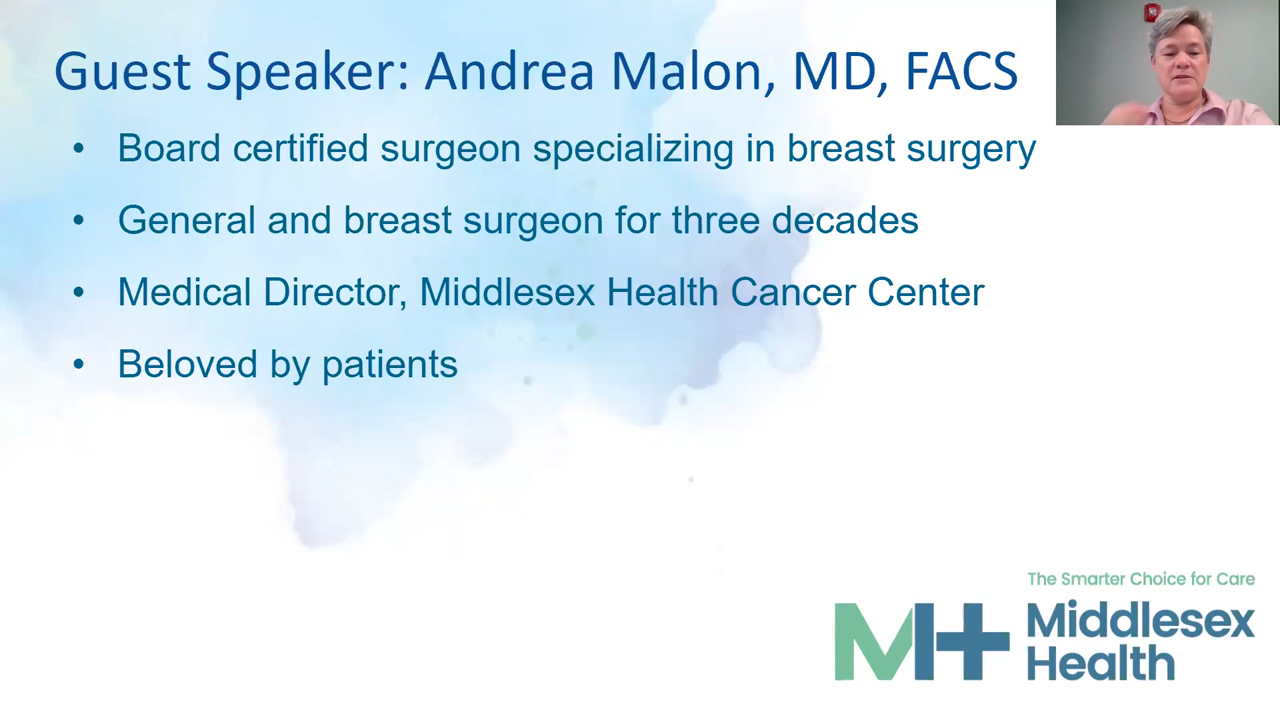 Guest Speaker: Andrea Malon, MD, FACS
• Board certified surgeon specializing in breast surgery
• General and breast surgeon for three decades
• Medical Director, Middlesex Health Cancer Center
• Beloved by patients
The Smarter Choice for Care
MH Middlesex
Health